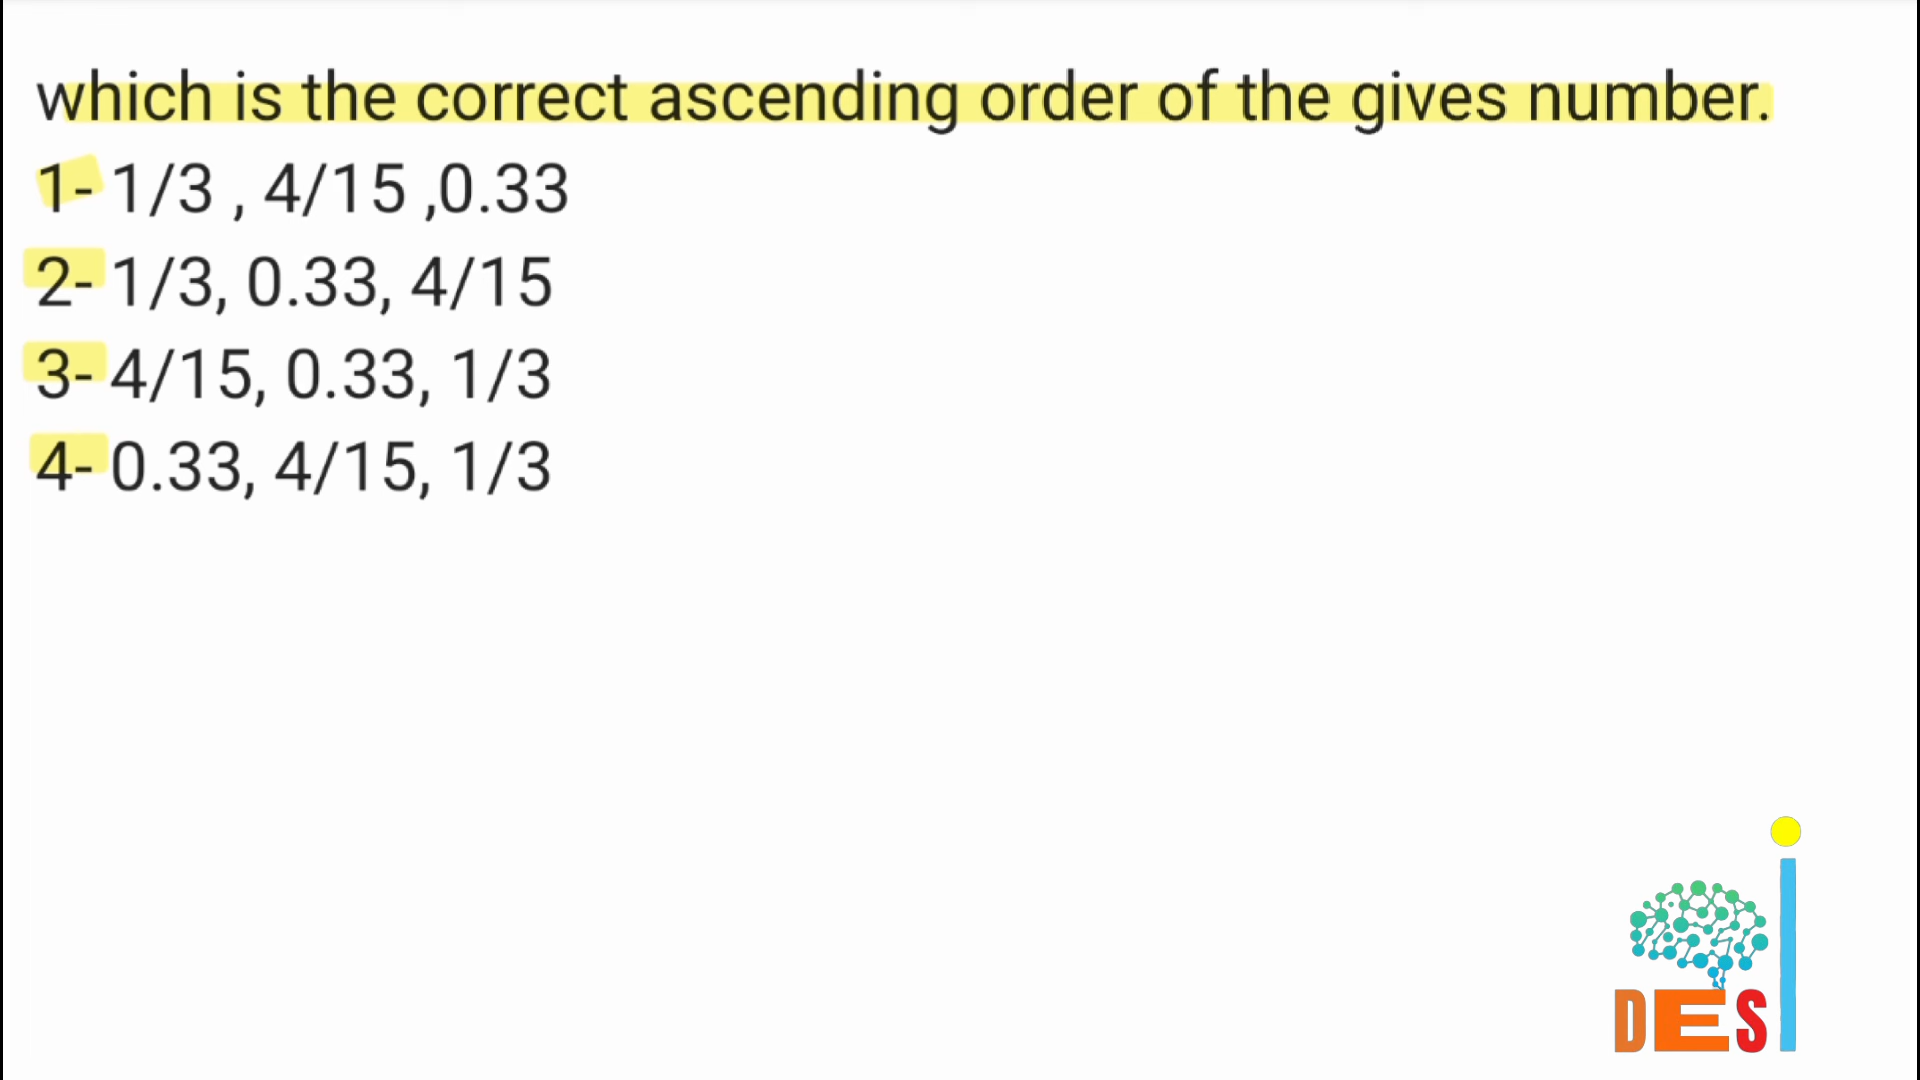 which is the correct ascending order of the gives number.
1- 1/3 , 4/15 ,0.33
2- 1/3, 0.33, 4/15
3- 4/15, 0.33, 1/3
4- 0.33, 4/15, 1/3
DESi